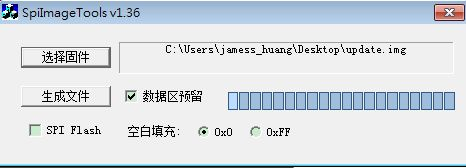 SpiImageTools v1.36
选择固件
C:\Users\jamess_huang\Desktop\update.img
生成文件
数据区预留
SPI Flash
空白填充:
0x0
0xFF